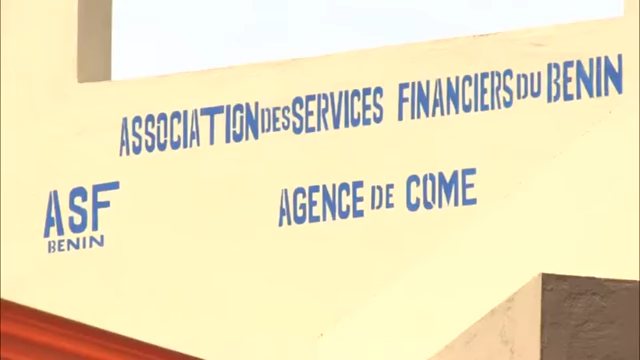 ASSOCIATION DES SERVICES FINANCIERS DU BENIN
ASF
BENIN
AGENCE DE COME